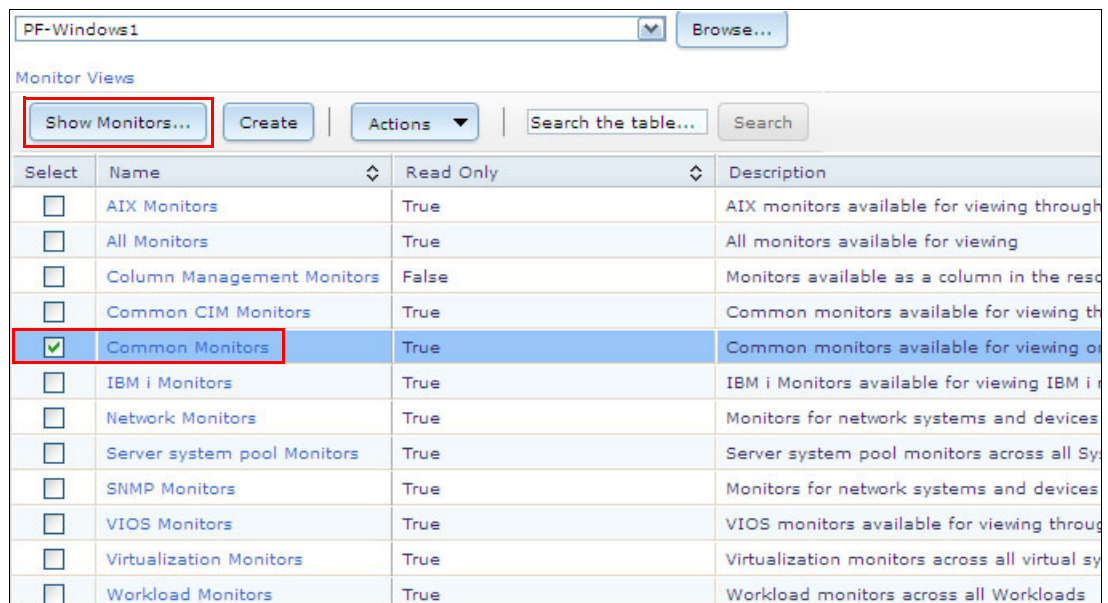 PF-Windows1 Browse...
Monitor Views
Show Monitors... Create Actions Search the table... Search
Select Name Read Only Description
AIX Monitors True AIX monitors available for viewing through
All Monitors True All monitors available for viewing
Column Management Monitors False Monitors available as a column in the
Common CIM Monitors True Common monitors available for viewing
Common Monitors True Common monitors available for viewing
IBM i Monitors True IBM i Monitors available for viewing IBM i
Network Monitors True Monitors for network systems and devices
Server system pool Monitors True Server system pool monitors across all
SNMP Monitors True Monitors for network systems and devices
VIOS Monitors True VIOS monitors available for viewing
Virtualization Monitors True Virtualization monitors across all virtual
Workload Monitors True Workload monitors across all Workloads